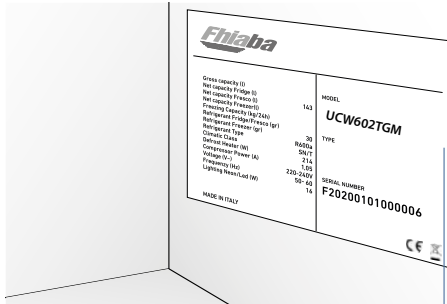 Fhiaba
Gross capacity (l)
Net capacity Fridge (l)
Net capacity Fresco (l)
Net capacity Freezer(l)
Freezing Capacity (kg/24h)
Refrigerant Fridge/Fresco (gr)
Refrigerant Freezer (gr)
Refrigerant Type
Climatic Class
Defrost Heater (W)
Compressor Power (A)
Voltage (V~)
Frequency (Hz)
Lighting Neon/Led (W)
143
30
R600a
SN/T
214
1,05
220-240V
50- 60
16
MADE IN ITALY
MODEL
UCW602TGM
TYPE
SERIAL NUMBER
F20200101000006
CE